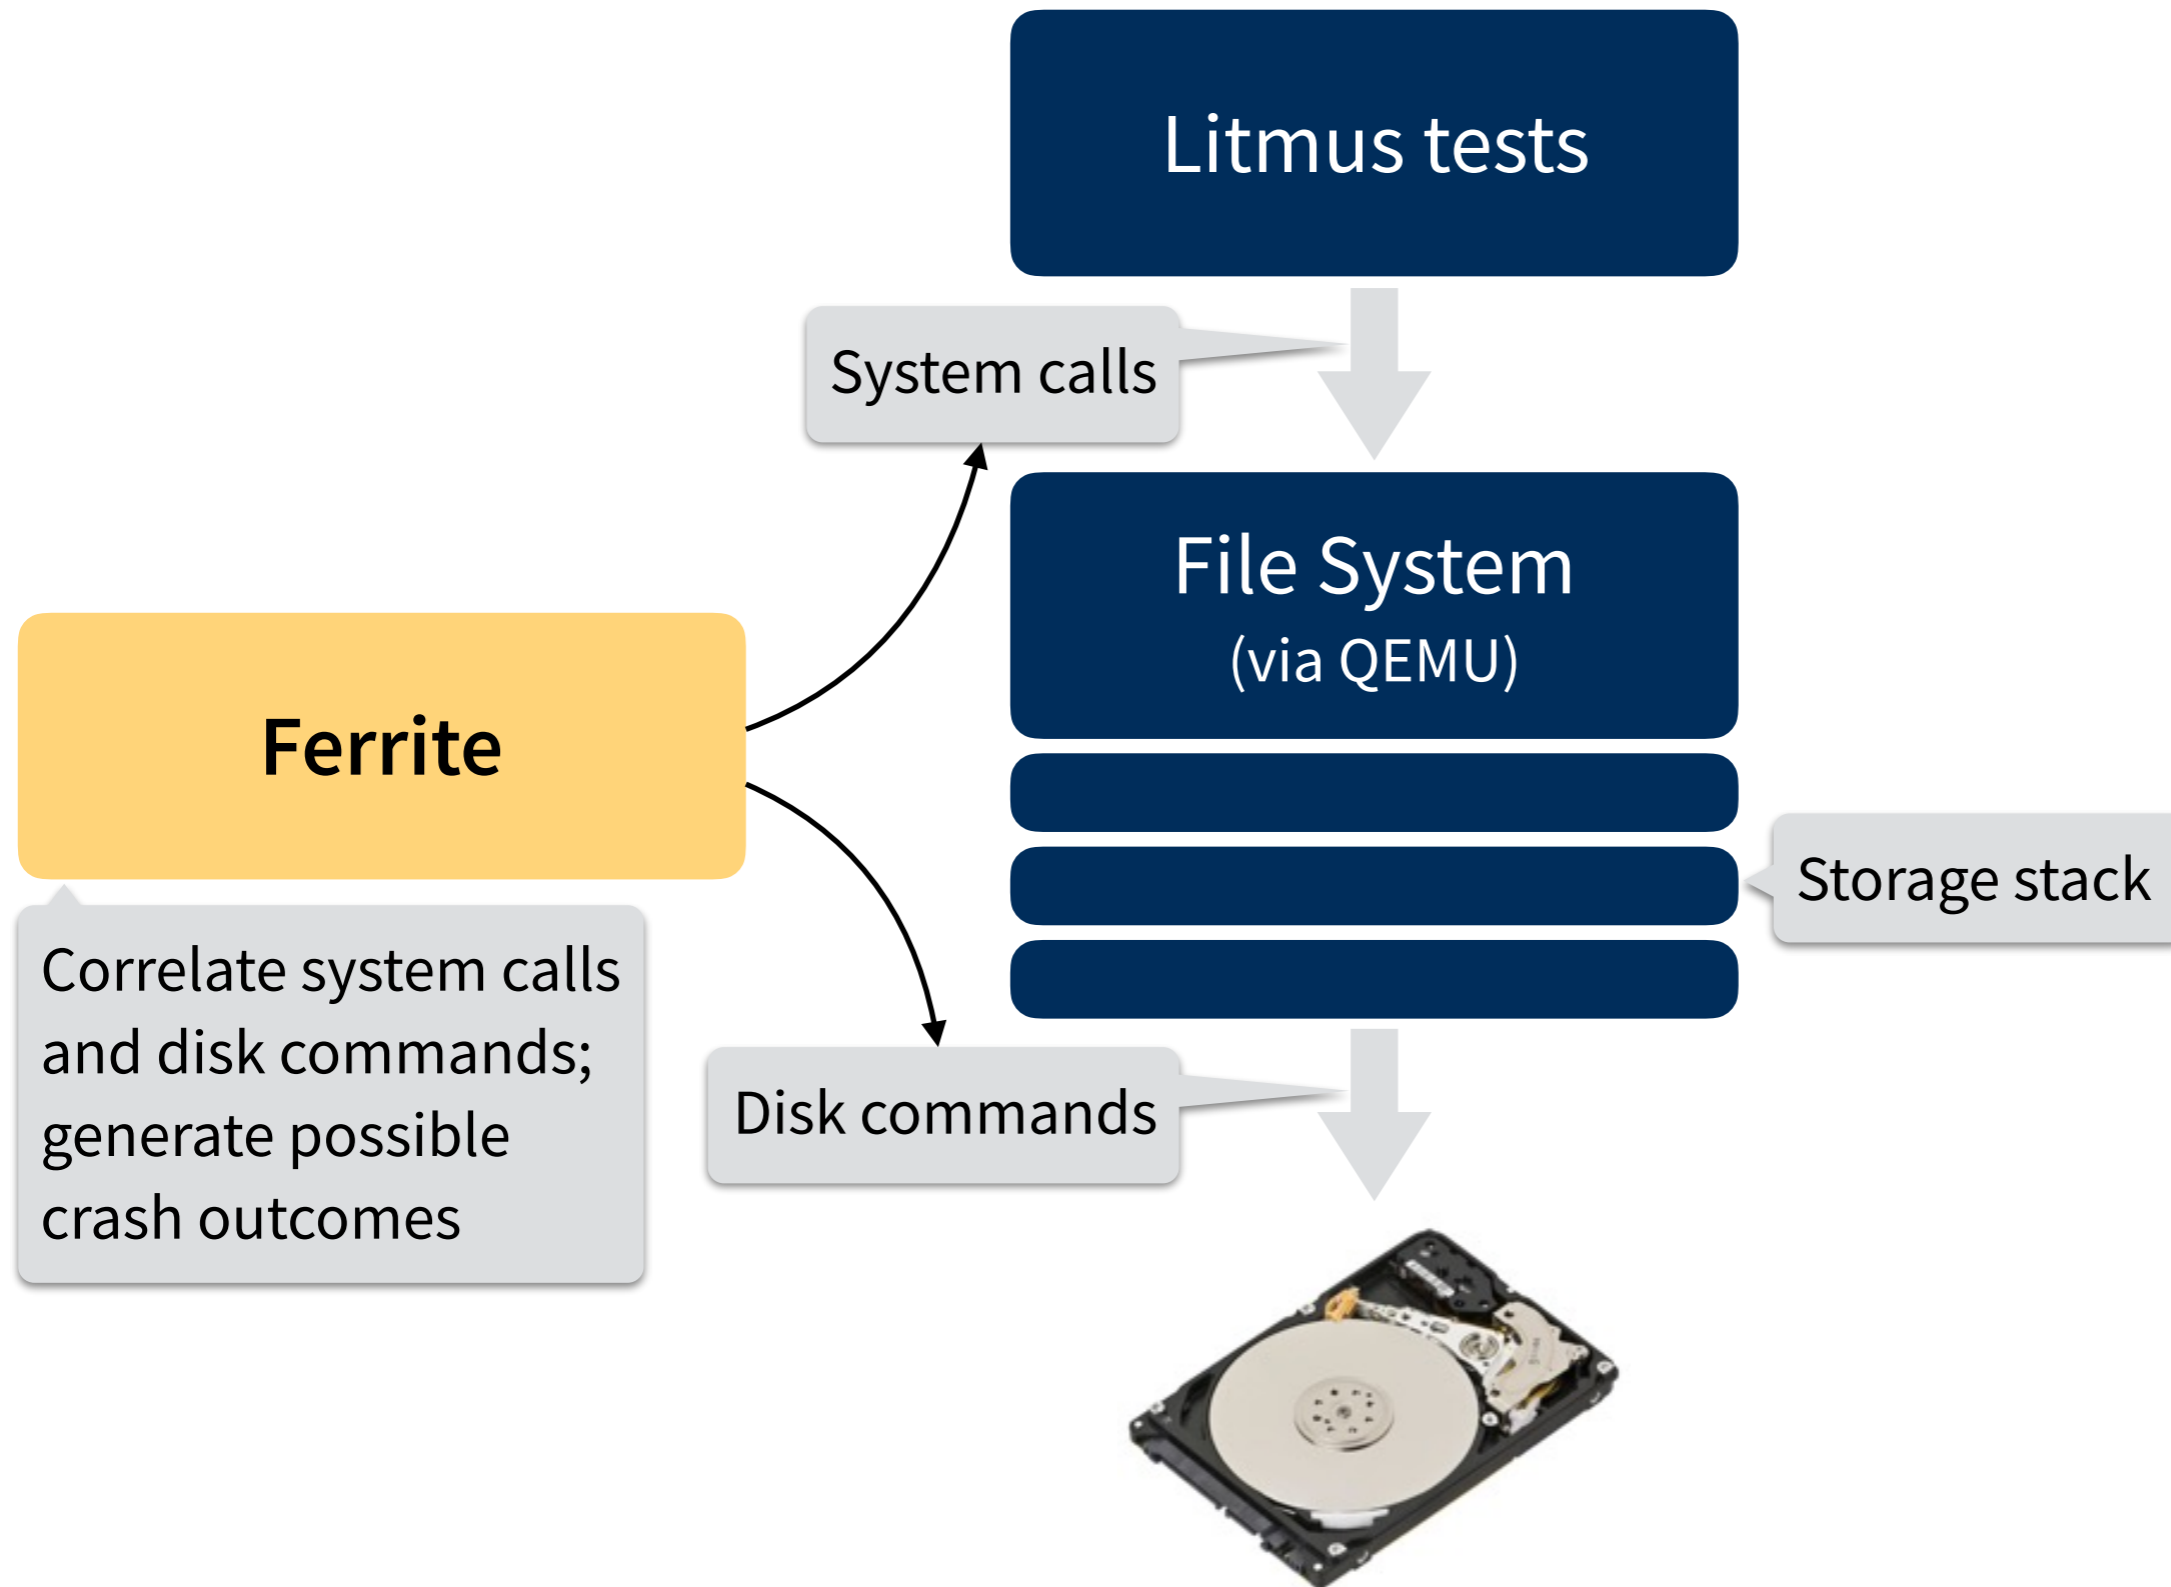 Litmus tests
System calls
File System
(via QEMU)
Ferrite
Storage stack
Correlate system calls
and disk commands;
generate possible
crash outcomes
Disk commands